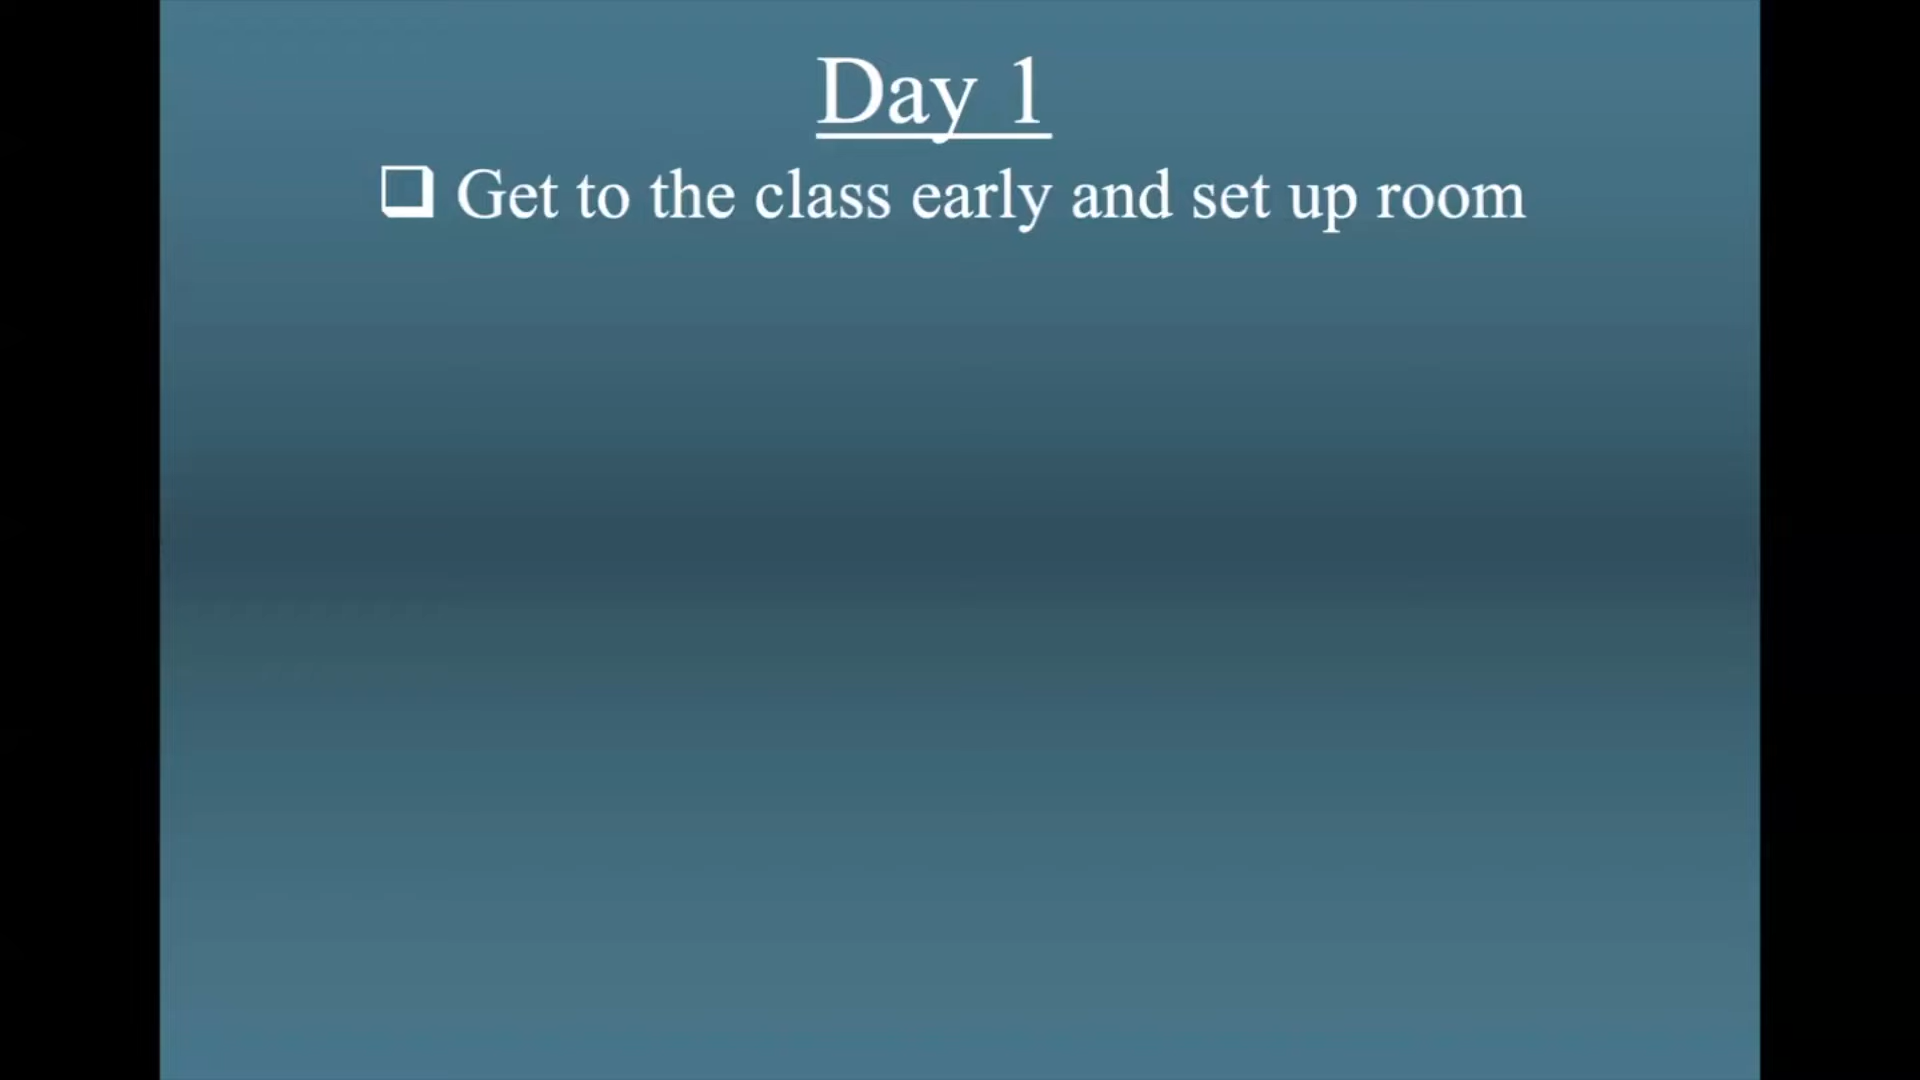 Day 1
❑ Get to the class early and set up room